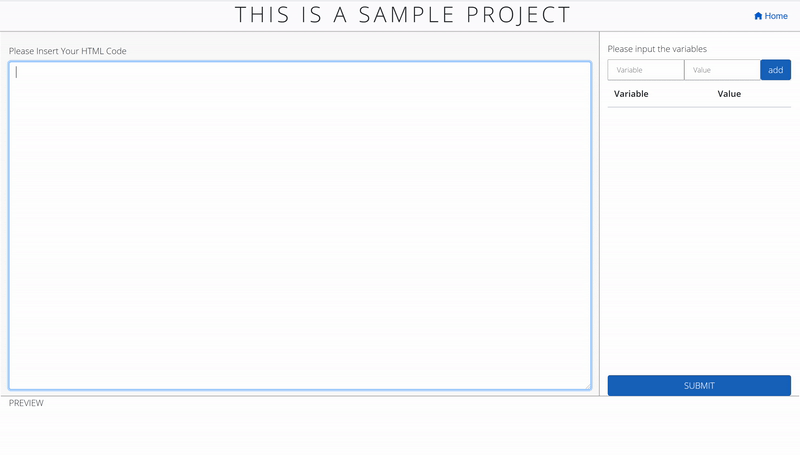 THIS IS A SAMPLE PROJECT
Home
Please Insert Your HTML Code
Please input the variables
Variable Value add
Variable Value
SUBMIT
PREVIEW